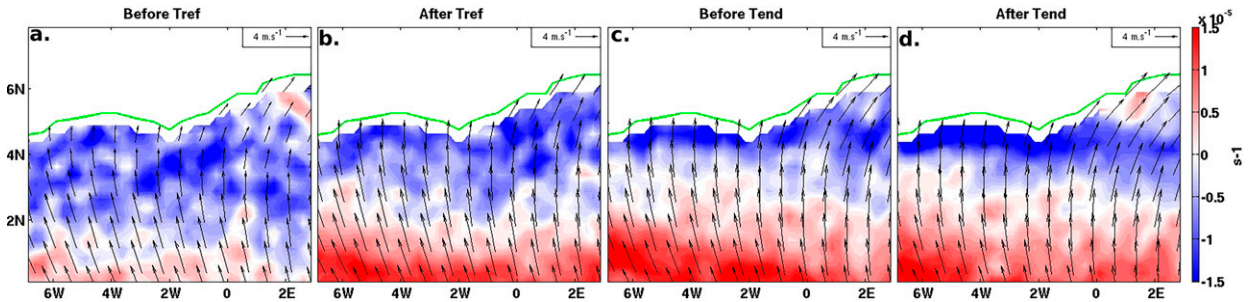 Before Tref After Tref Before Tend After Tend
a. b. c. d.
4 m.s⁻¹ 4 m.s⁻¹ 4 m.s⁻¹ 4 m.s⁻¹
x 10⁻⁵
1.5
1
0.5
0
-0.5
-1
-1.5
s-1
6N
4N
2N
6W 4W 2W 0 2E 6W 4W 2W 0 2E 6W 4W 2W 0 2E 6W 4W 2W 0 2E